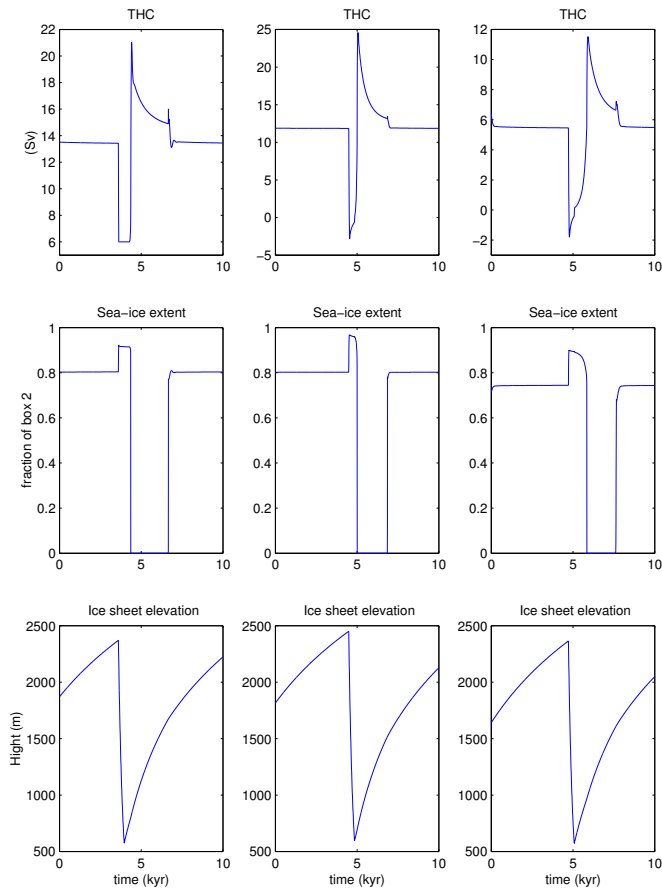 THC THC THC
22 25 12
20 20 10
18 15 8
16 10 6
14 5 4
12 2
10 0
8 0
6 −5 −2
0 5 10 0 5 10 0 5 10
(Sv)
Sea−ice extent Sea−ice extent Sea−ice extent
1 1 1
0.8 0.8 0.8
0.6 0.6 0.6
0.4 0.4 0.4
0.2 0.2 0.2
0 0 0
0 5 10 0 5 10 0 5 10
fraction of box 2
Ice sheet elevation Ice sheet elevation Ice sheet elevation
2500 2500 2500
2000 2000 2000
1500 1500 1500
1000 1000 1000
500 500 500
0 5 10 0 5 10 0 5 10
Hight (m)
time (kyr) time (kyr) time (kyr)